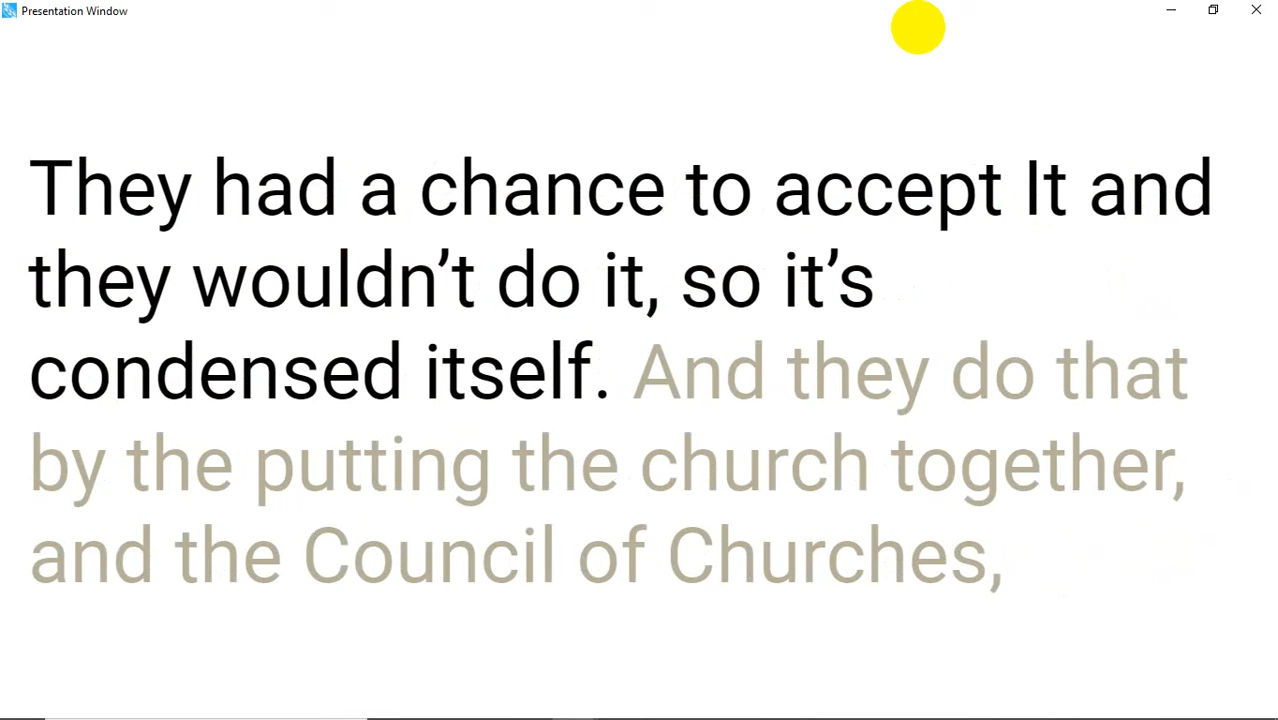 Presentation Window
They had a chance to accept It and
they wouldn’t do it, so it’s
condensed itself. And they do that
by the putting the church together,
and the Council of Churches,